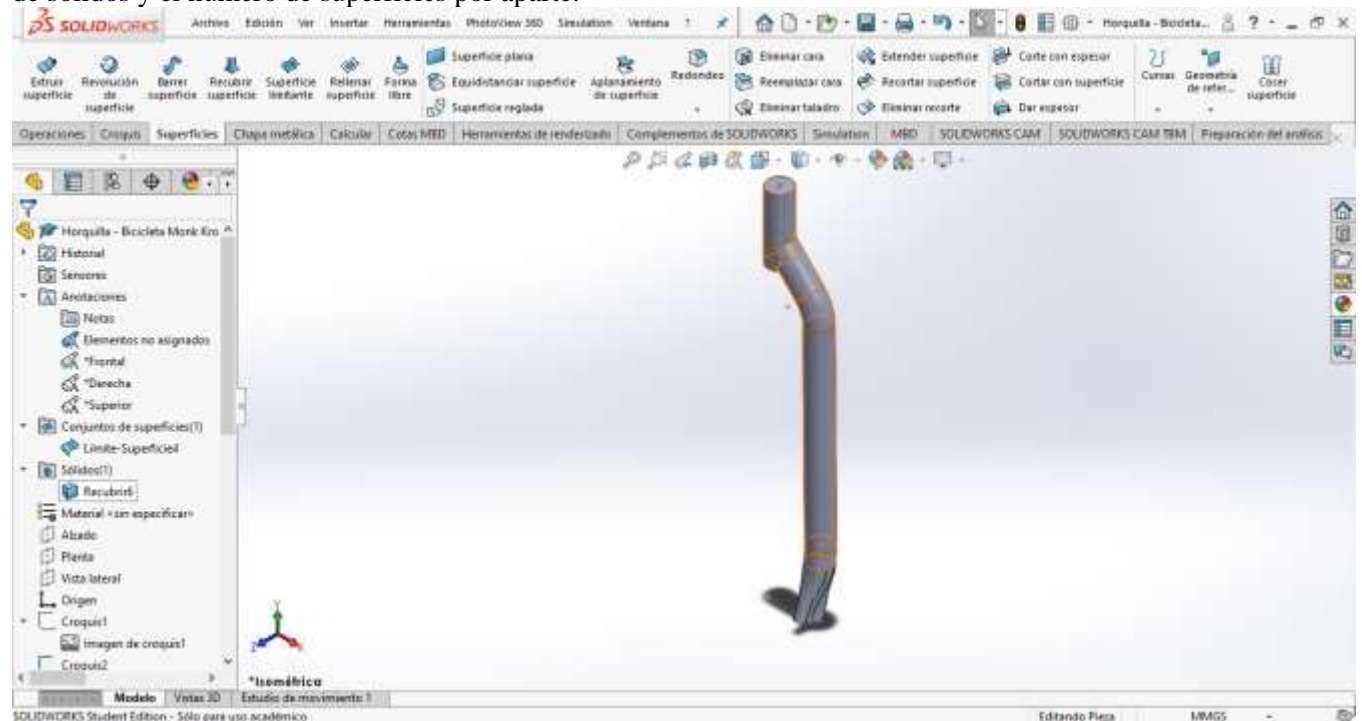 de sólidos y el número de superficies por aparte.
SOLIDWORKS Archivo Edición Ver Insertar Herramientas PhotoView 360 Simulation Ventana ? Horquilla - Bicicleta... ?
Extruir superficie
Revolución de superficie
Barrer superficie
Recubrir superficie
Superficie limitante
Rellenar superficie
Forma libre
Superficie plana
Equidistanciar superficie
Superficie reglada
Aplanamiento de superficie
Redondeo
Eliminar cara
Reemplazar cara
Eliminar taladro
Extender superficie
Recortar superficie
Eliminar recorte
Corte con espesor
Cortar con superficie
Dar espesor
Curvas
Geometría de refer...
Coser superficie
Operaciones Croquis Superficies Chapa metálica Calcular Cotas MBD Herramientas de renderizado Complementos de SOLIDWORKS Simulation MBD SOLIDWORKS CAM SOLIDWORKS CAM TBM Preparación del análisis
Horquilla - Bicicleta Monk Kro
Historial
Sensores
Anotaciones
Notas
Elementos no asignados
*Frontal
*Derecha
*Superior
Conjuntos de superficies(1)
Límite-Superficie4
Sólidos(1)
Recubrir6
Material <sin especificar>
Alzado
Planta
Vista lateral
Origen
Croquis1
Imagen de croquis1
Croquis2
Y
Z X
*Isométrica
Modelo Vistas 3D Estudio de movimiento 1
SOLIDWORKS Student Edition - Sólo para uso académico Editando Pieza MMGS